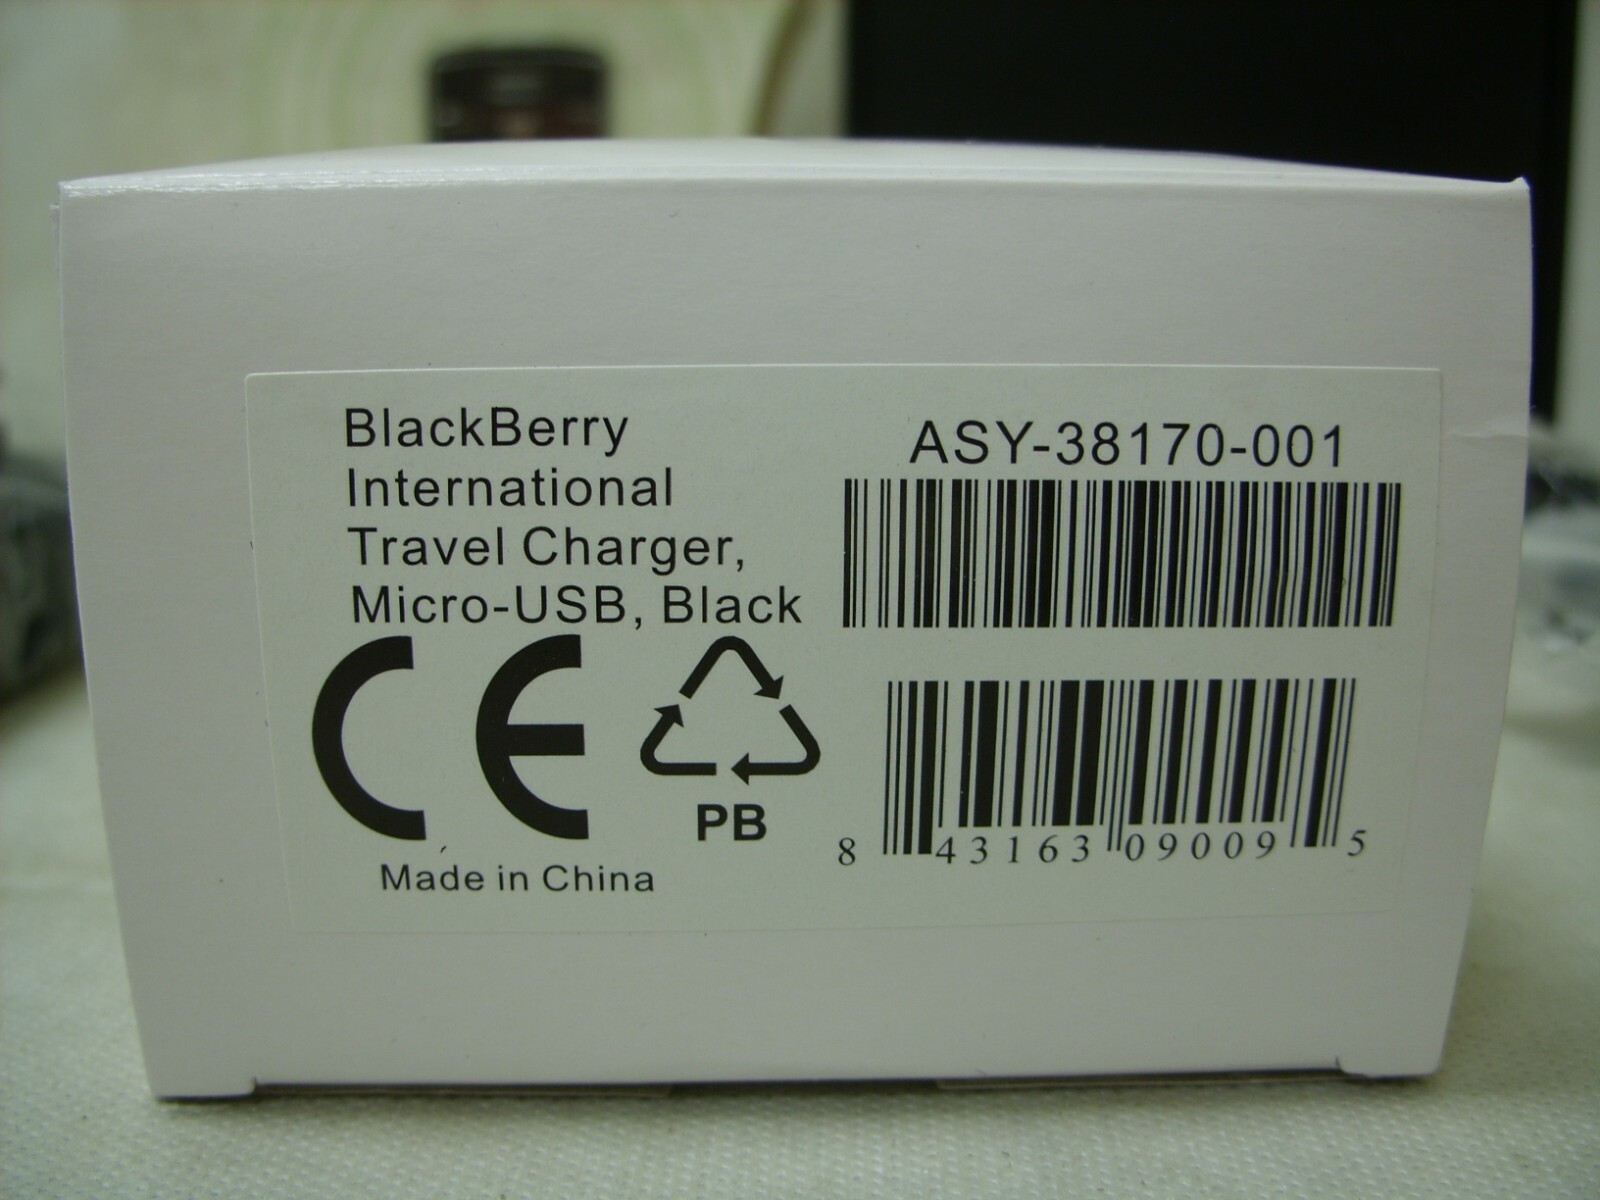 BlackBerry
International
Travel Charger,
Micro-USB, Black
CE
PB
Made in China
ASY-38170-001
8 43163 09009 5